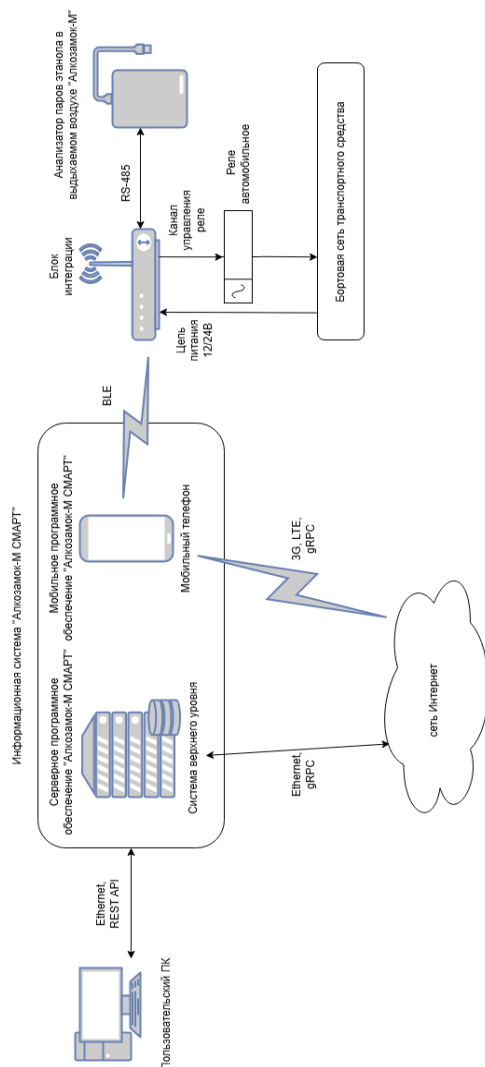 Информационная система "Алкозамок-М СМАРТ"
Серверное программное
обеспечение "Алкозамок-М СМАРТ"
Мобильное программное
обеспечение "Алкозамок-М СМАРТ"
Система верхнего уровня
Мобильный телефон
Ethernet,
REST API
Пользовательский ПК
BLE
Блок
интеграции
Анализатор паров этанола в
выдыхаемом воздухе "Алкозамок-М"
RS-485
Цепь
питания
12/24В
Канал
управления
реле
Реле
автомобильное
Бортовая сеть транспортного средства
Ethernet,
gRPC
3G, LTE,
gRPC
сеть Интернет